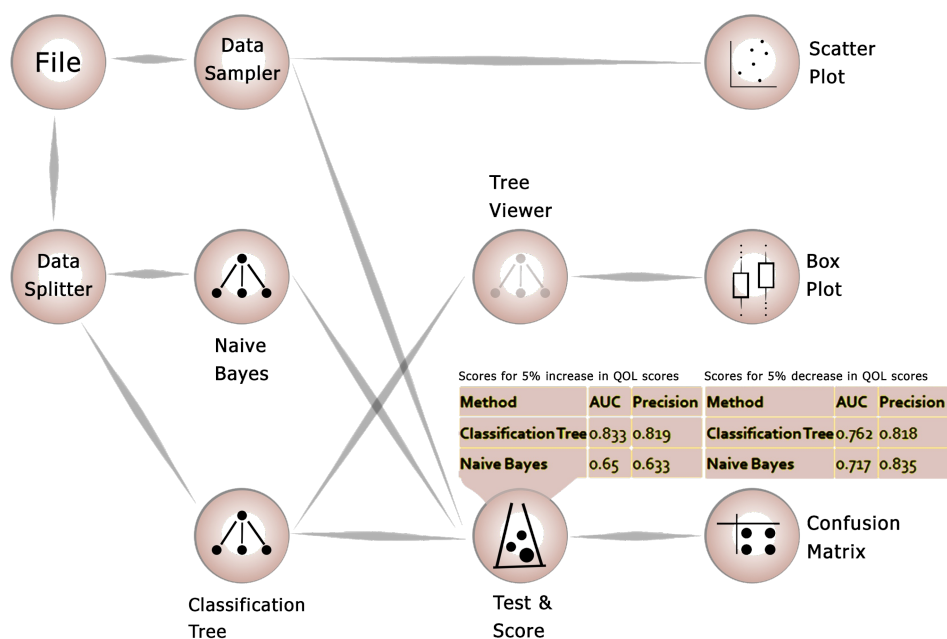 File
Data
Sampler
Scatter
Plot
Tree
Viewer
Data
Splitter
Naive
Bayes
Box
Plot
Scores for 5% increase in QOL scores
Method AUC Precision
Classification Tree 0.833 0.819
Naive Bayes 0.65 0.633
Scores for 5% decrease in QOL scores
Method AUC Precision
Classification Tree 0.762 0.818
Naive Bayes 0.717 0.835
Classification
Tree
Test &
Score
Confusion
Matrix